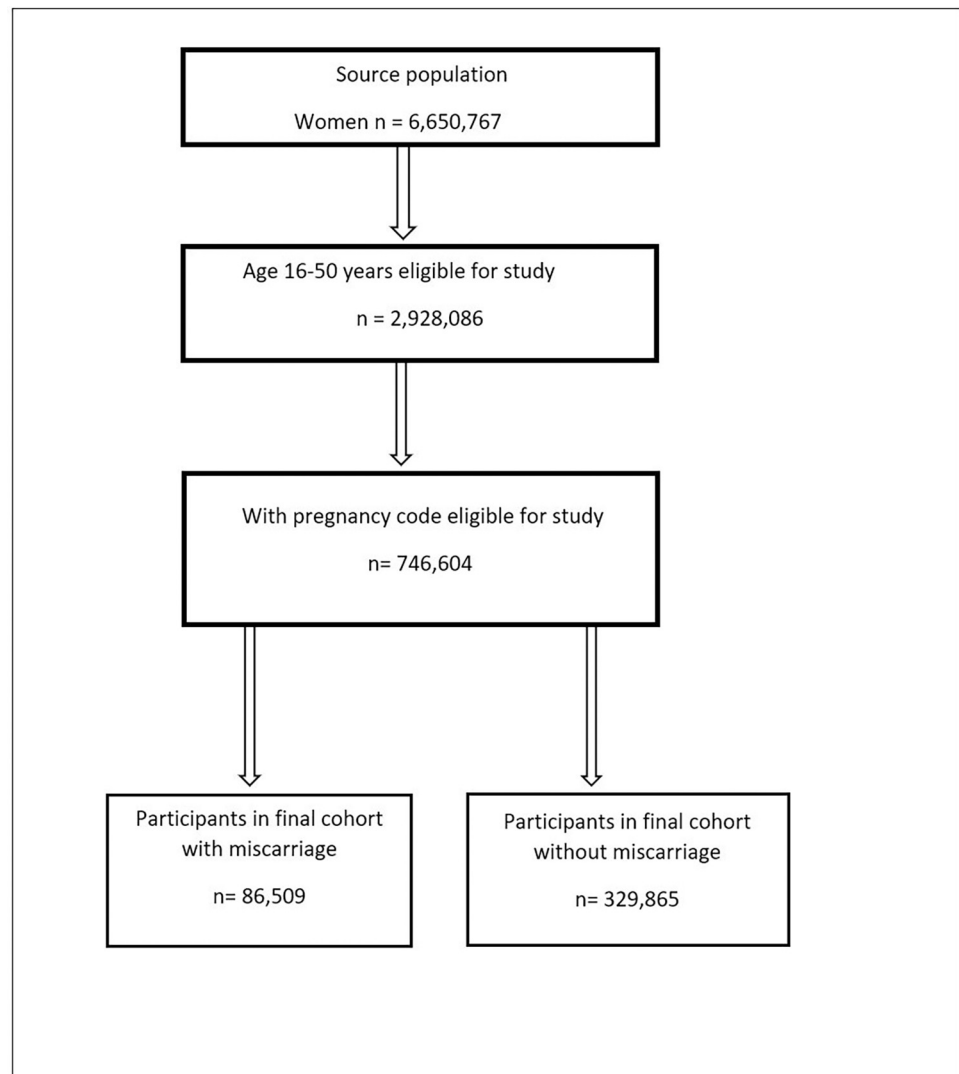 Source population
Women n = 6,650,767
Age 16-50 years eligible for study
n = 2,928,086
With pregnancy code eligible for study
n= 746,604
Participants in final cohort
with miscarriage
n= 86,509
Participants in final cohort
without miscarriage
n= 329,865